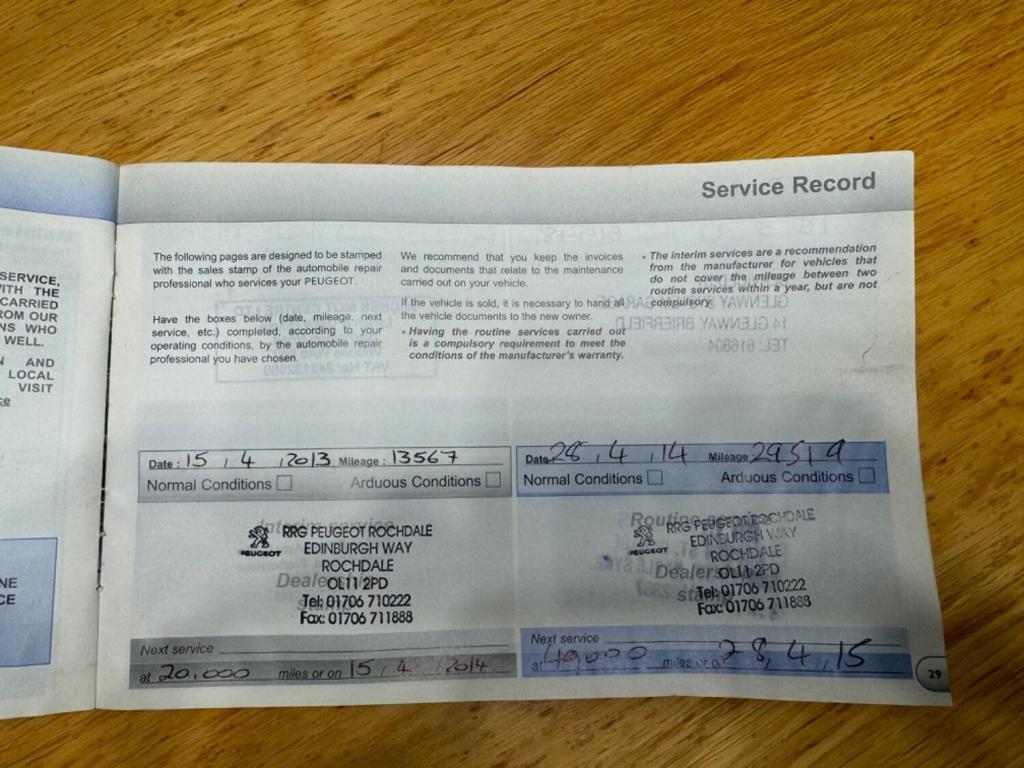 SERVICE,
WITH THE
CARRIED
FROM OUR
NS WHO
WELL.
AND
LOCAL
VISIT
ce
NE
CE
Service Record
The following pages are designed to be stamped
with the sales stamp of the automobile repair
professional who services your PEUGEOT.
Have the boxes below (date, mileage, next
service, etc.) completed, according to your
operating conditions, by the automobile repair
professional you have chosen.
We recommend that you keep the invoices
and documents that relate to the maintenance
carried out on your vehicle.
If the vehicle is sold, it is necessary to hand all
the vehicle documents to the new owner.
• Having the routine services carried out
is a compulsory requirement to meet the
conditions of the manufacturer's warranty.
• The interim services are a recommendation
from the manufacturer for vehicles that
do not cover the mileage between two
routine services within a year, but are not
compulsory.
Date : 15 / 4 / 2013 Mileage : 13567
Normal Conditions Arduous Conditions
Interim service
PEUGEOT
RRG PEUGEOT ROCHDALE
EDINBURGH WAY
ROCHDALE
OL11 2PD
Tel: 01706 710222
Fax: 01706 711888
Dealer's
stamp
Next service
at 20.000 miles or on 15 / 4 / 2014
Date 28 / 4 / 14 Mileage 29519
Normal Conditions Arduous Conditions
Routine service
PEUGEOT
RRG PEUGEOT ROCHDALE
EDINBURGH WAY
ROCHDALE
OL11 2PD
Tel: 01706 710222
Fax: 01706 711888
Dealer's
stamp
Next service
at 40,000 miles or on 28, 4, 15
29